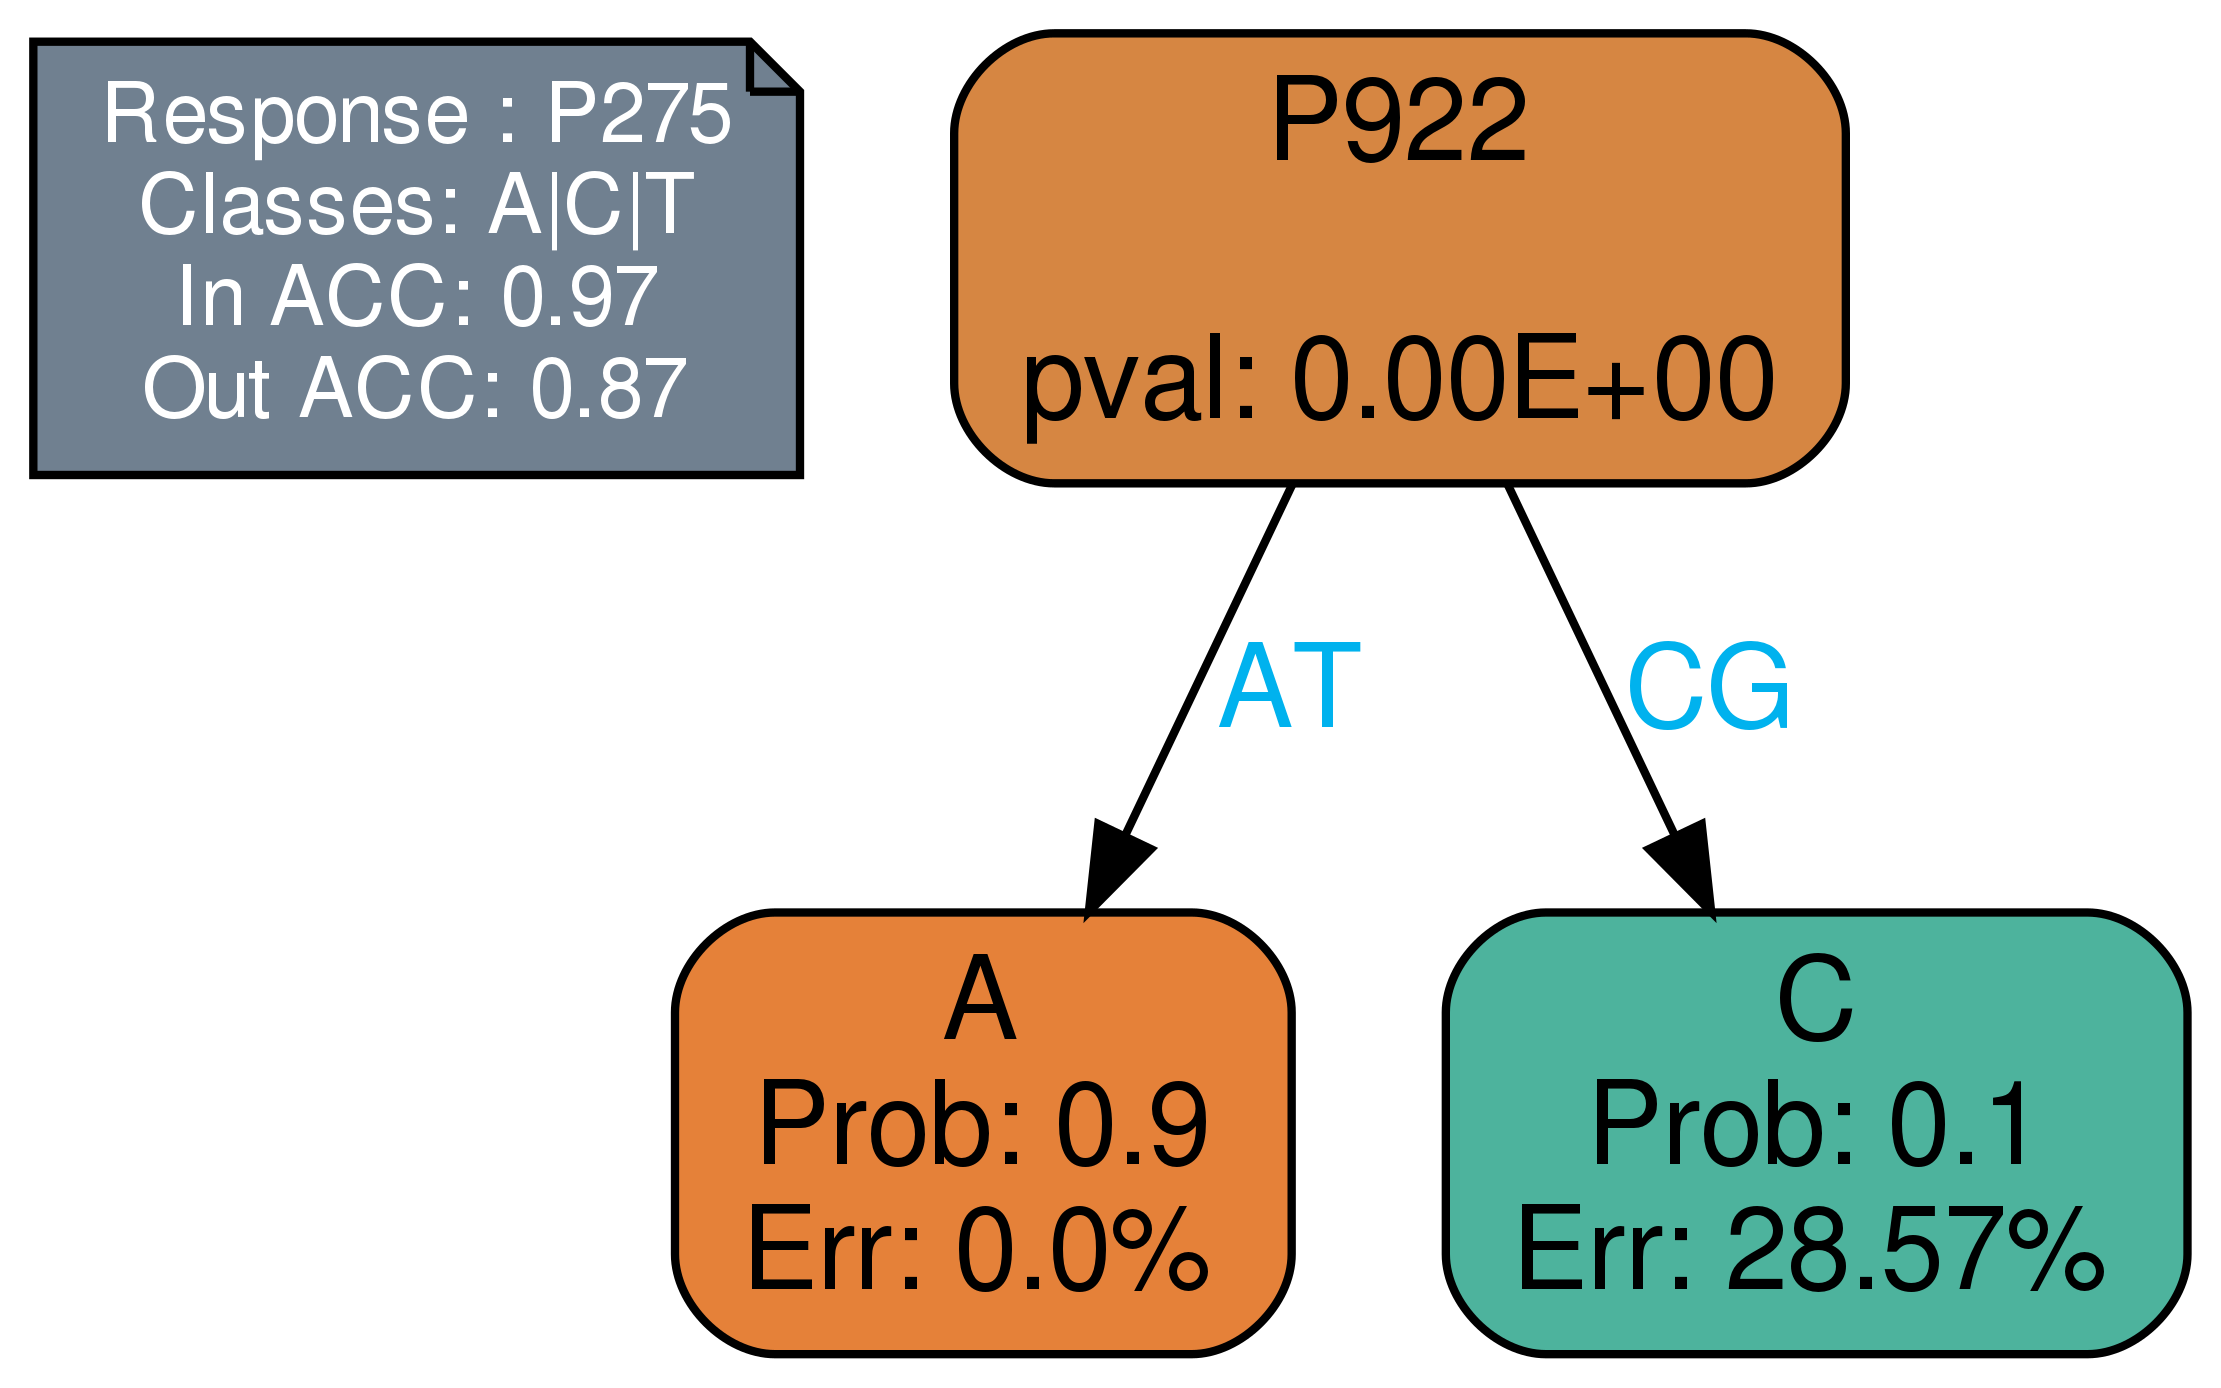 Response : P275
Classes: A|C|T
In ACC: 0.97
Out ACC: 0.87
P922
pval: 0.00E+00
AT
CG
A
Prob: 0.9
Err: 0.0%
C
Prob: 0.1
Err: 28.57%